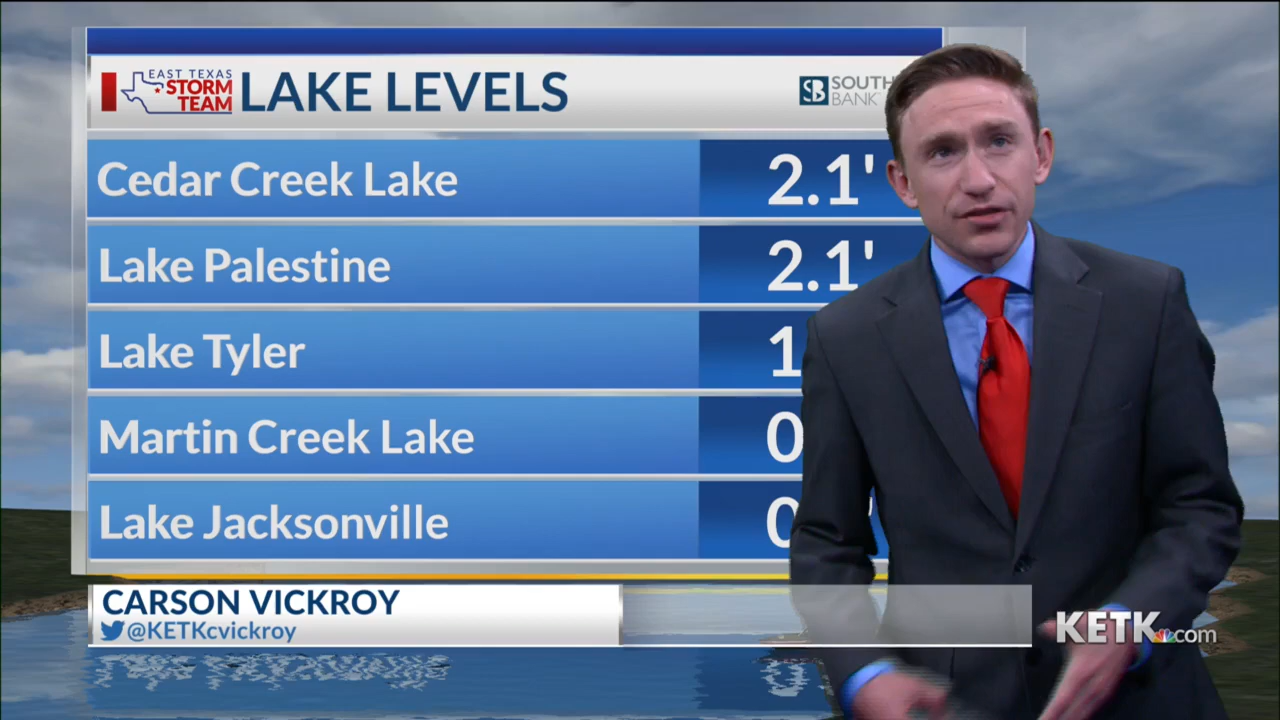 EAST TEXAS
STORM
TEAM
LAKE LEVELS
SB SOUTH
BANK
Cedar Creek Lake 2.1'
Lake Palestine 2.1'
Lake Tyler 1
Martin Creek Lake 0
Lake Jacksonville 0 '
CARSON VICKROY
@KETKcvickroy
KETK.com